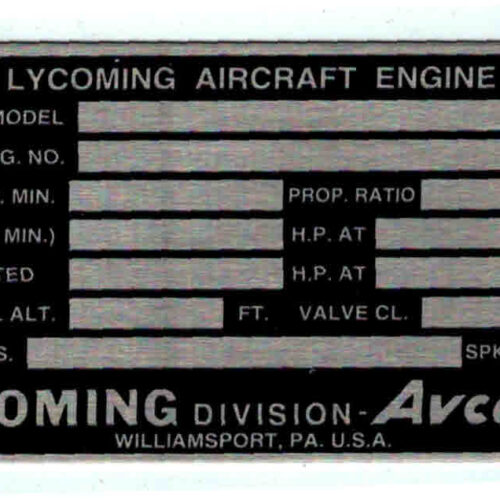 LYCOMING AIRCRAFT ENGINE
MODEL
G. NO.
. MIN. PROP. RATIO
MIN.) H.P. AT
TED H.P. AT
. ALT. FT. VALVE CL.
S. SPK
OMING DIVISION - Avco
WILLIAMSPORT, PA. U.S.A.